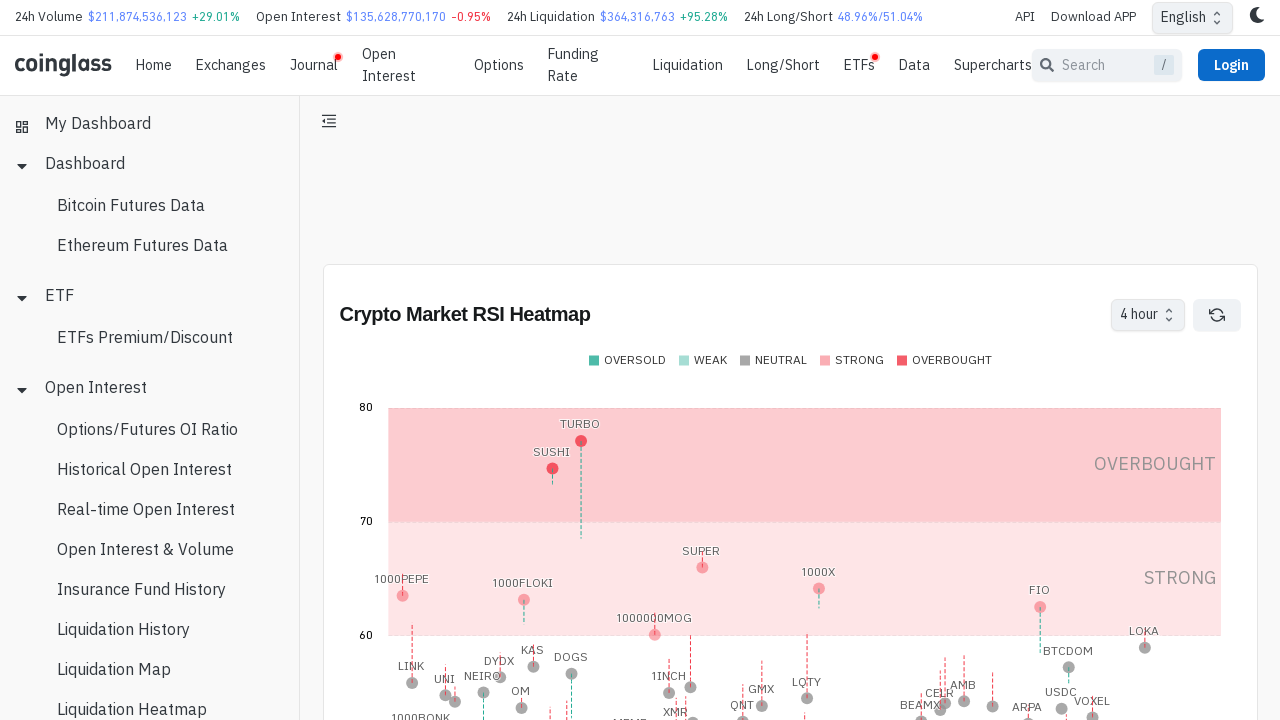 24h Volume $211,874,536,123 +29.01% Open Interest $135,628,770,170 -0.95% 24h Liquidation $364,316,763 +95.28% 24h Long/Short 48.96%/51.04% API Download APP English
coinglass Home Exchanges Journal Open Interest Options Funding Rate Liquidation Long/Short ETFs Data Supercharts Search / Login
My Dashboard
Dashboard
Bitcoin Futures Data
Ethereum Futures Data
ETF
ETFs Premium/Discount
Open Interest
Options/Futures OI Ratio
Historical Open Interest
Real-time Open Interest
Open Interest & Volume
Insurance Fund History
Liquidation History
Liquidation Map
Liquidation Heatmap
Crypto Market RSI Heatmap 4 hour
OVERSOLD WEAK NEUTRAL STRONG OVERBOUGHT
80
TURBO
SUSHI
OVERBOUGHT
70
SUPER
1000X
1000PEPE
1000FLOKI
STRONG
FIO
1000000MOG
60
LOKA
KAS
BTCDOM
DOGS
DYDX
LINK
NEIRO
1INCH
UNI
LQTY
AMB
GMX
OM
CELR
USDC
VOXEL
QNT
BEAMX
ARPA
XMR
1000BONK